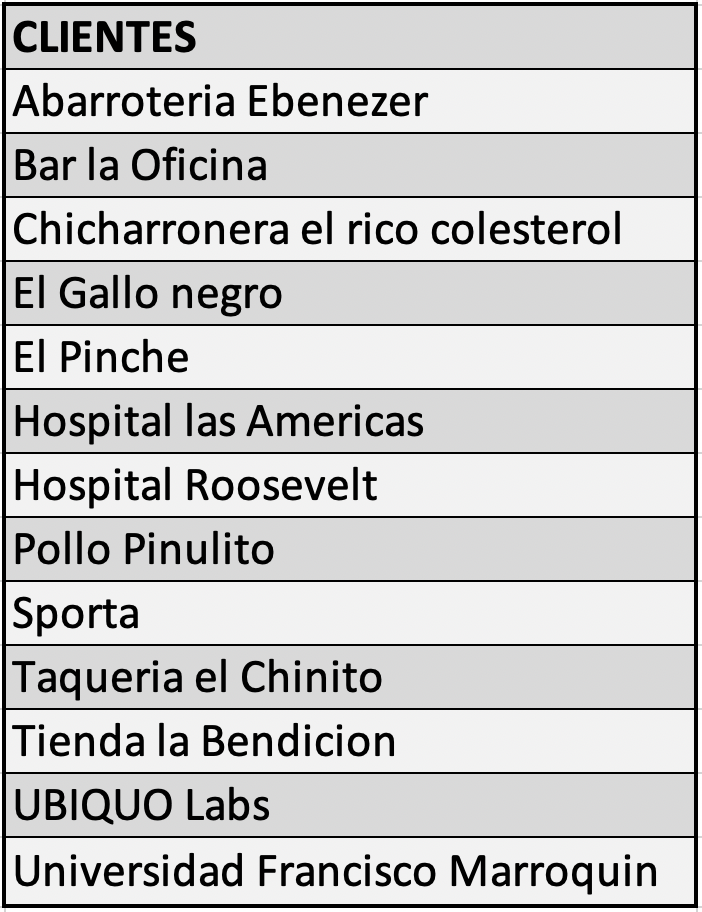 CLIENTES
Abarroteria Ebenezer
Bar la Oficina
Chicharronera el rico colesterol
El Gallo negro
El Pinche
Hospital las Americas
Hospital Roosevelt
Pollo Pinulito
Sporta
Taqueria el Chinito
Tienda la Bendicion
UBIQUO Labs
Universidad Francisco Marroquin